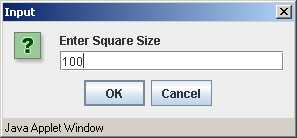 Input
?
Enter Square Size
100
OK Cancel
Java Applet Window